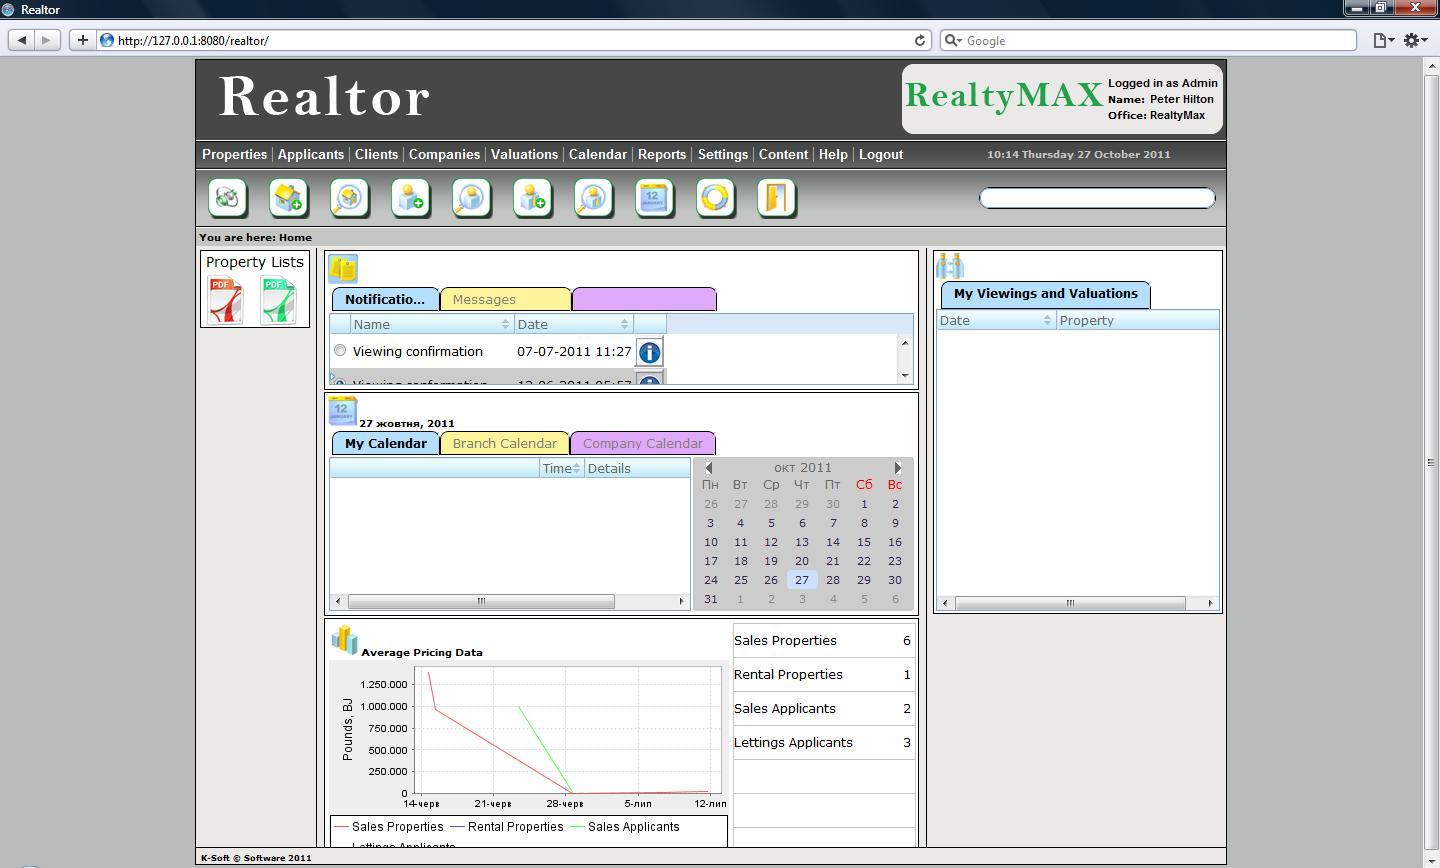 Realtor
http://127.0.0.1:8080/realtor/
Google
Realtor
RealtyMAX
Logged in as Admin
Name: Peter Hilton
Office: RealtyMax
Properties Applicants Clients Companies Valuations Calendar Reports Settings Content Help Logout
10:14 Thursday 27 October 2011
12
JANUARY
You are here: Home
Property Lists
PDF PDF
Notificatio... Messages
Name Date
Viewing confirmation 07-07-2011 11:27
12
JANUARY
27 жовтня, 2011
My Calendar Branch Calendar Company Calendar
Time Details
окт 2011
Пн Вт Ср Чт Пт Сб Вс
26 27 28 29 30 1 2
3 4 5 6 7 8 9
10 11 12 13 14 15 16
17 18 19 20 21 22 23
24 25 26 27 28 29 30
31 1 2 3 4 5 6
My Viewings and Valuations
Date Property
Average Pricing Data
Pounds, BJ
1.250.000
1.000.000
750.000
500.000
250.000
0
14-черв 21-черв 28-черв 5-лип 12-лип
Sales Properties Rental Properties Sales Applicants
Lettings Applicants
Sales Properties 6
Rental Properties 1
Sales Applicants 2
Lettings Applicants 3
K-Soft © Software 2011